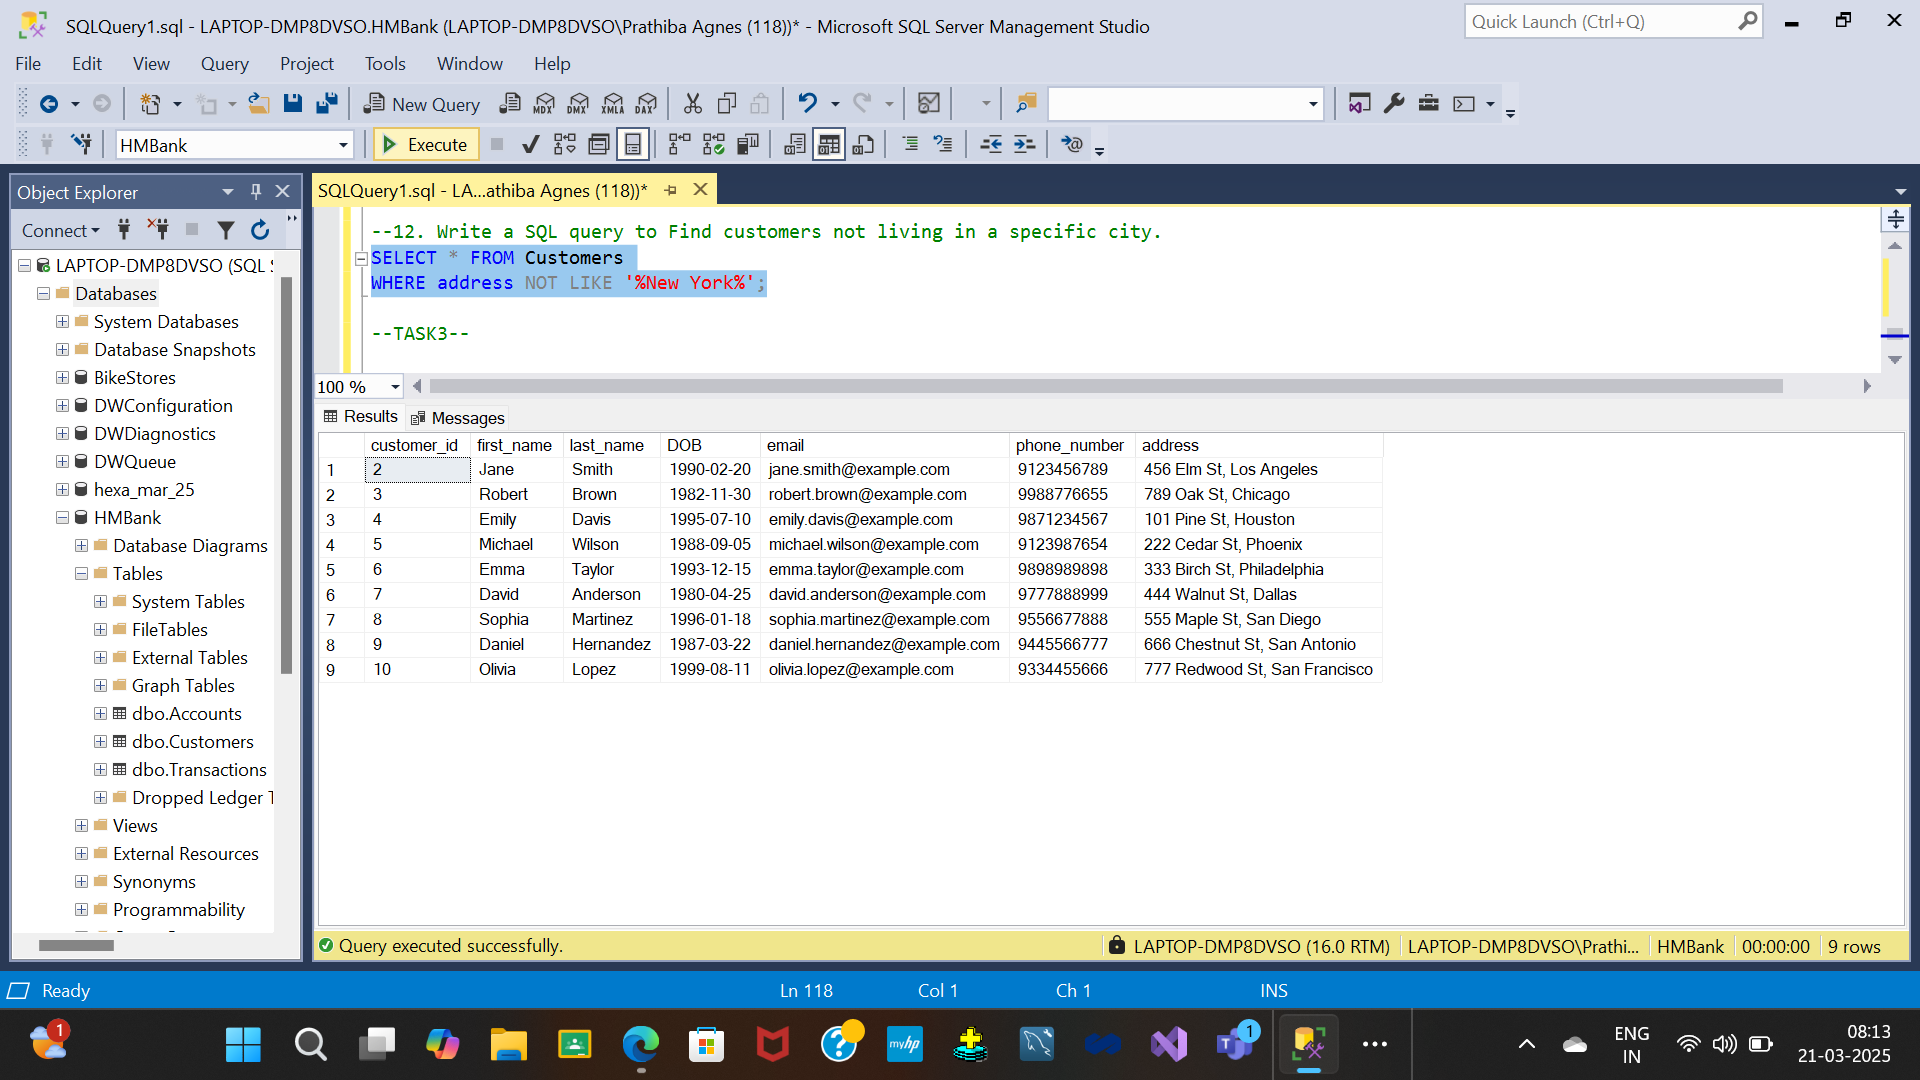 SQLQuery1.sql - LAPTOP-DMP8DVSO.HMBank (LAPTOP-DMP8DVSO\Prathiba Agnes (118))* - Microsoft SQL Server Management Studio
Quick Launch (Ctrl+Q)
File Edit View Query Project Tools Window Help
New Query MDX DMX XMLA DAX
HMBank
Execute
Object Explorer
SQLQuery1.sql - LA...athiba Agnes (118))*
Connect
LAPTOP-DMP8DVSO (SQL S
Databases
System Databases
Database Snapshots
BikeStores
DWConfiguration
DWDiagnostics
DWQueue
hexa_mar_25
HMBank
Database Diagrams
Tables
System Tables
FileTables
External Tables
Graph Tables
dbo.Accounts
dbo.Customers
dbo.Transactions
Dropped Ledger T
Views
External Resources
Synonyms
Programmability
--12. Write a SQL query to Find customers not living in a specific city.
SELECT * FROM Customers
WHERE address NOT LIKE '%New York%';
--TASK3--
100 %
Results Messages
customer_id first_name last_name DOB email phone_number address
1 2 Jane Smith 1990-02-20 jane.smith@example.com 9123456789 456 Elm St, Los Angeles
2 3 Robert Brown 1982-11-30 robert.brown@example.com 9988776655 789 Oak St, Chicago
3 4 Emily Davis 1995-07-10 emily.davis@example.com 9871234567 101 Pine St, Houston
4 5 Michael Wilson 1988-09-05 michael.wilson@example.com 9123987654 222 Cedar St, Phoenix
5 6 Emma Taylor 1993-12-15 emma.taylor@example.com 9898989898 333 Birch St, Philadelphia
6 7 David Anderson 1980-04-25 david.anderson@example.com 9777888999 444 Walnut St, Dallas
7 8 Sophia Martinez 1996-01-18 sophia.martinez@example.com 9556677888 555 Maple St, San Diego
8 9 Daniel Hernandez 1987-03-22 daniel.hernandez@example.com 9445566777 666 Chestnut St, San Antonio
9 10 Olivia Lopez 1999-08-11 olivia.lopez@example.com 9334455666 777 Redwood St, San Francisco
Query executed successfully.
LAPTOP-DMP8DVSO (16.0 RTM) LAPTOP-DMP8DVSO\Prathi... HMBank 00:00:00 9 rows
Ready Ln 118 Col 1 Ch 1 INS
1
myhp
1
ENG
IN
08:13
21-03-2025